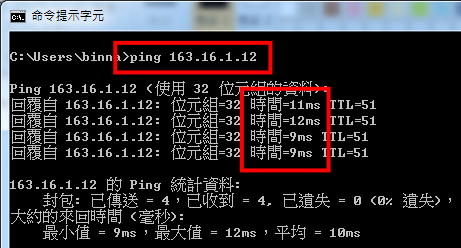 命令提示字元
C:\Users\binna>ping 163.16.1.12
Ping 163.16.1.12 (使用 32 位元組的資料):
回覆自 163.16.1.12: 位元組=32 時間=11ms TTL=51
回覆自 163.16.1.12: 位元組=32 時間=12ms TTL=51
回覆自 163.16.1.12: 位元組=32 時間=9ms TTL=51
回覆自 163.16.1.12: 位元組=32 時間=9ms TTL=51
163.16.1.12 的 Ping 統計資料:
封包: 已傳送 = 4，已收到 = 4, 已遺失 = 0 (0% 遺失)，
大約的來回時間 (毫秒):
最小值 = 9ms，最大值 = 12ms，平均 = 10ms